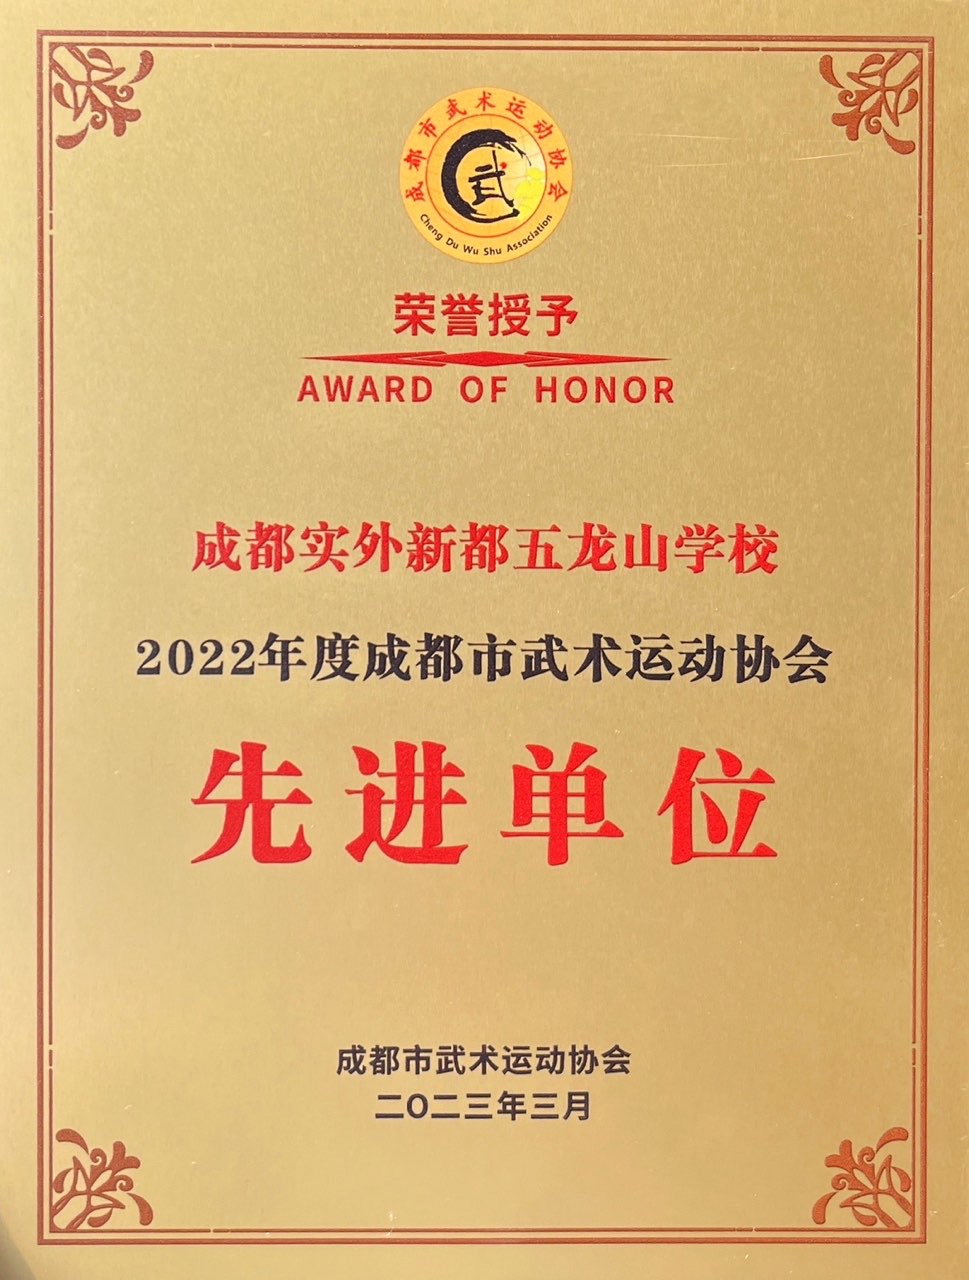 成都市武术运动协会
武
Cheng Du Wu Shu Association
荣誉授予
AWARD OF HONOR
成都实外新都五龙山学校
2022年度成都市武术运动协会
先进单位
成都市武术运动协会
二O二三年三月